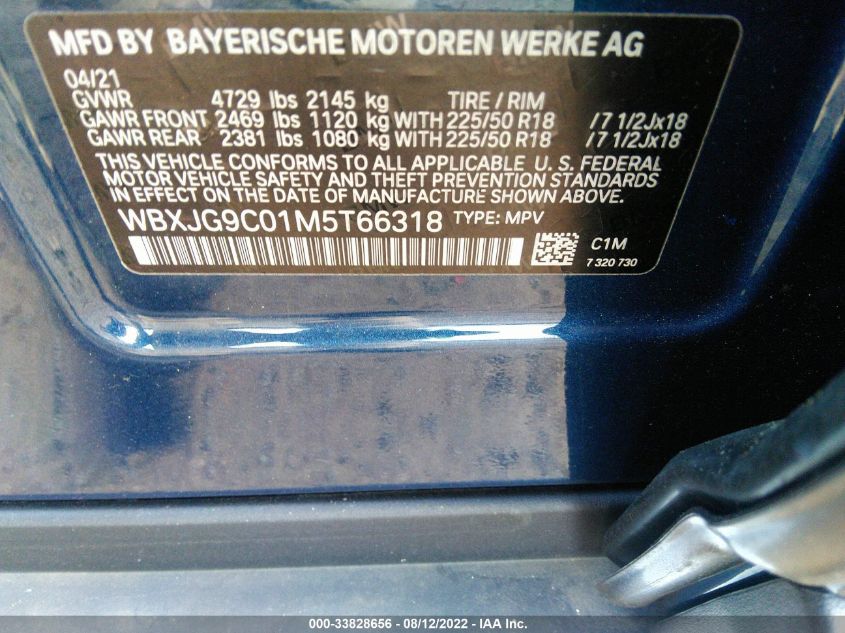 MFD BY BAYERISCHE MOTOREN WERKE AG
04/21
GVWR 4729 lbs 2145 kg TIRE / RIM
GAWR FRONT 2469 lbs 1120 kg WITH 225/50 R18 /7 1/2Jx18
GAWR REAR 2381 lbs 1080 kg WITH 225/50 R18 /7 1/2Jx18
THIS VEHICLE CONFORMS TO ALL APPLICABLE U.S. FEDERAL
MOTOR VEHICLE SAFETY AND THEFT PREVENTION STANDARDS
IN EFFECT ON THE DATE OF MANUFACTURE SHOWN ABOVE.
WBXJG9C01M5T66318 TYPE: MPV
C1M
7 320 730
000-33828656 - 08/12/2022 - IAA Inc.